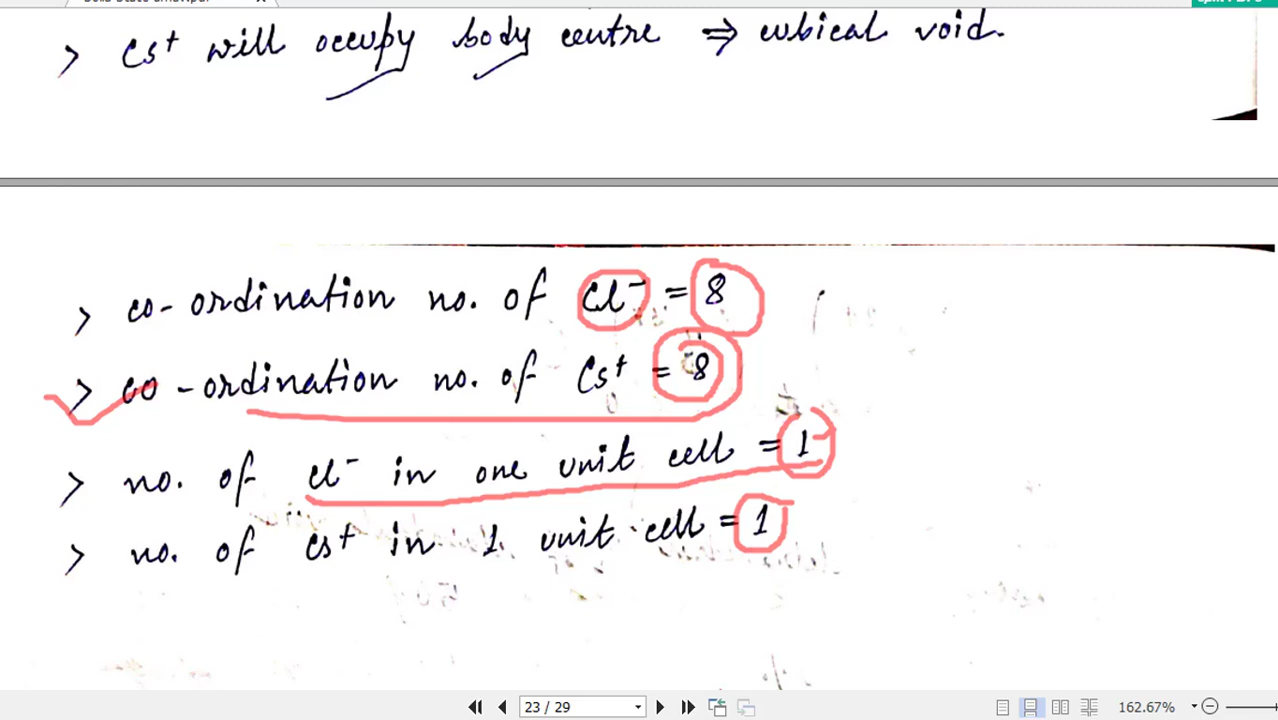 > Cs⁺ will occupy body centre ⇒ cubical void.
> co-ordination no. of Cl⁻ = 8
> co-ordination no. of Cs⁺ = 8
> no. of Cl⁻ in one unit cell = 1
> no. of Cs⁺ in 1 unit cell = 1
23 / 29
162.67%